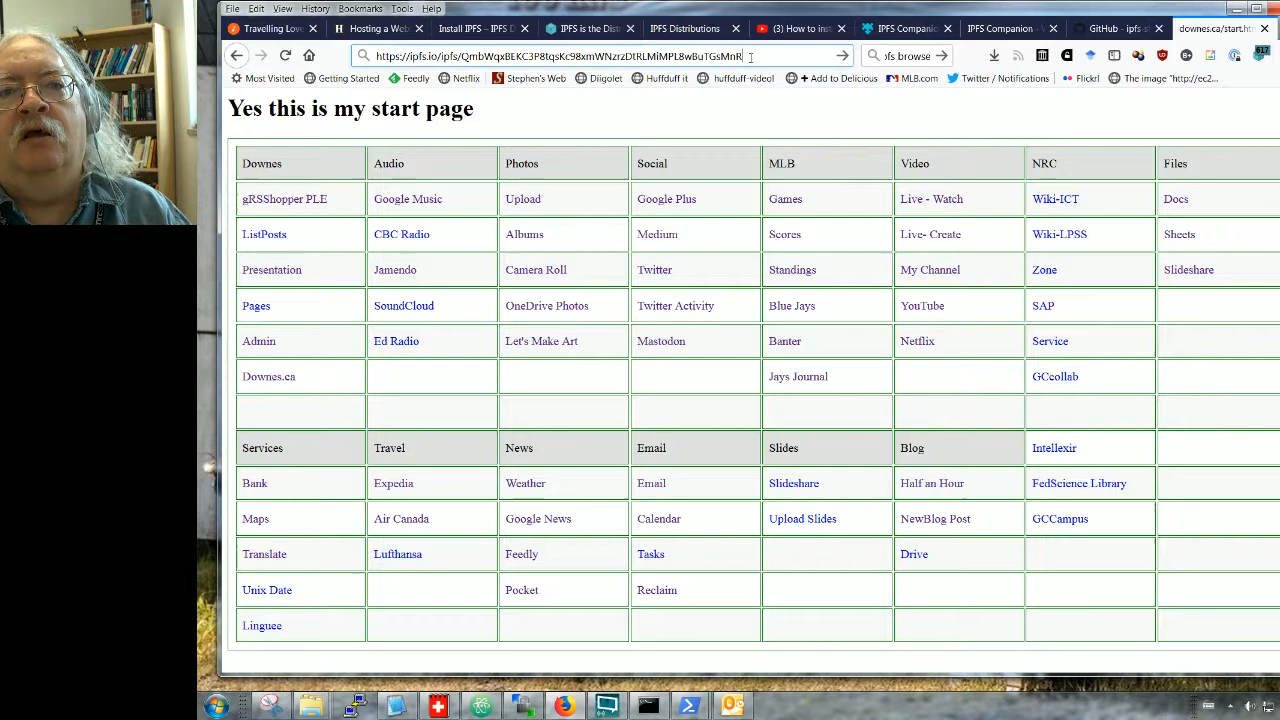 File Edit View History Bookmarks Tools Help
Travelling Love Hosting a Web Install IPFS – IPFS IPFS is the Dist IPFS Distributions (3) How to inst IPFS Companio IPFS Companion - GitHub - ipfs-sl downes.ca/start.htm
https://ipfs.io/ipfs/ pfs browse 617
Most Visited Getting Started Feedly Netflix Stephen's Web Diigolet Huffduff it huffduff-video! + Add to Delicious MLB.com Twitter / Notifications Flickr! The image "http://ec2...
Yes this is my start page
Downes Audio Photos Social MLB Video NRC Files
gRSShopper PLE Google Music Upload Google Plus Games Live - Watch Wiki-ICT Docs
ListPosts CBC Radio Albums Medium Scores Live- Create Wiki-LPSS Sheets
Presentation Jamendo Camera Roll Twitter Standings My Channel Zone Slideshare
Pages SoundCloud OneDrive Photos Twitter Activity Blue Jays YouTube SAP
Admin Ed Radio Let's Make Art Mastodon Banter Netflix Service
Downes.ca Jays Journal GCcollab
Services Travel News Email Slides Blog Intellexir
Bank Expedia Weather Email Slideshare Half an Hour FedScience Library
Maps Air Canada Google News Calendar Upload Slides NewBlog Post GCCampus
Translate Lufthansa Feedly Tasks Drive
Unix Date Pocket Reclaim
Linguee